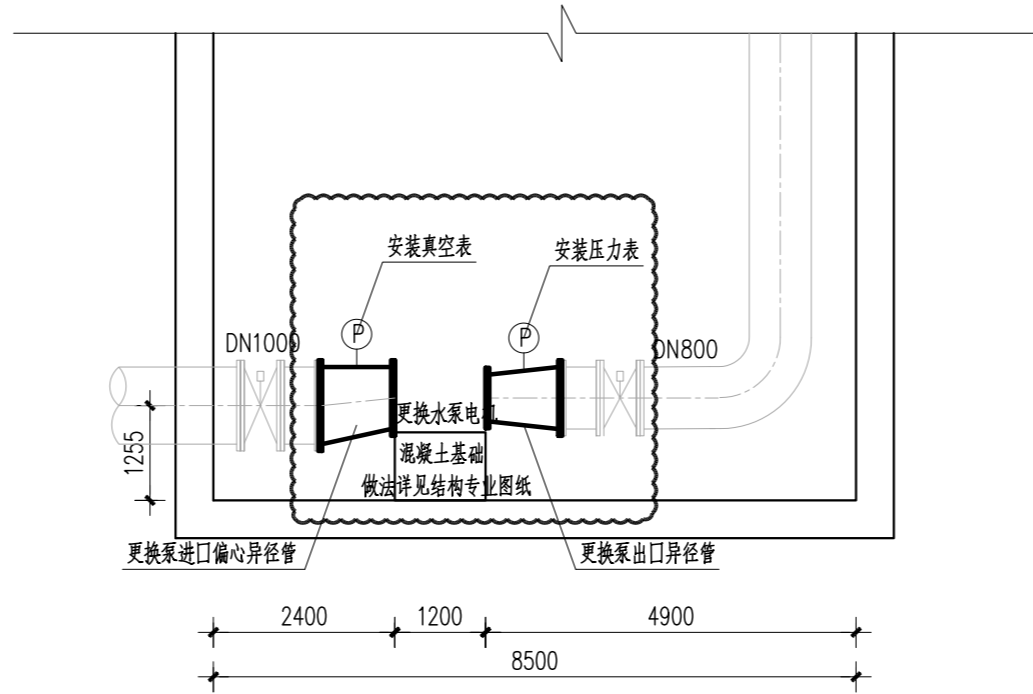 安装真空表
安装压力表
P
P
DN1000
DN800
更换水泵电机
混凝土基础
做法详见结构专业图纸
1255
更换泵进口偏心异径管
更换泵出口异径管
2400
1200
4900
8500